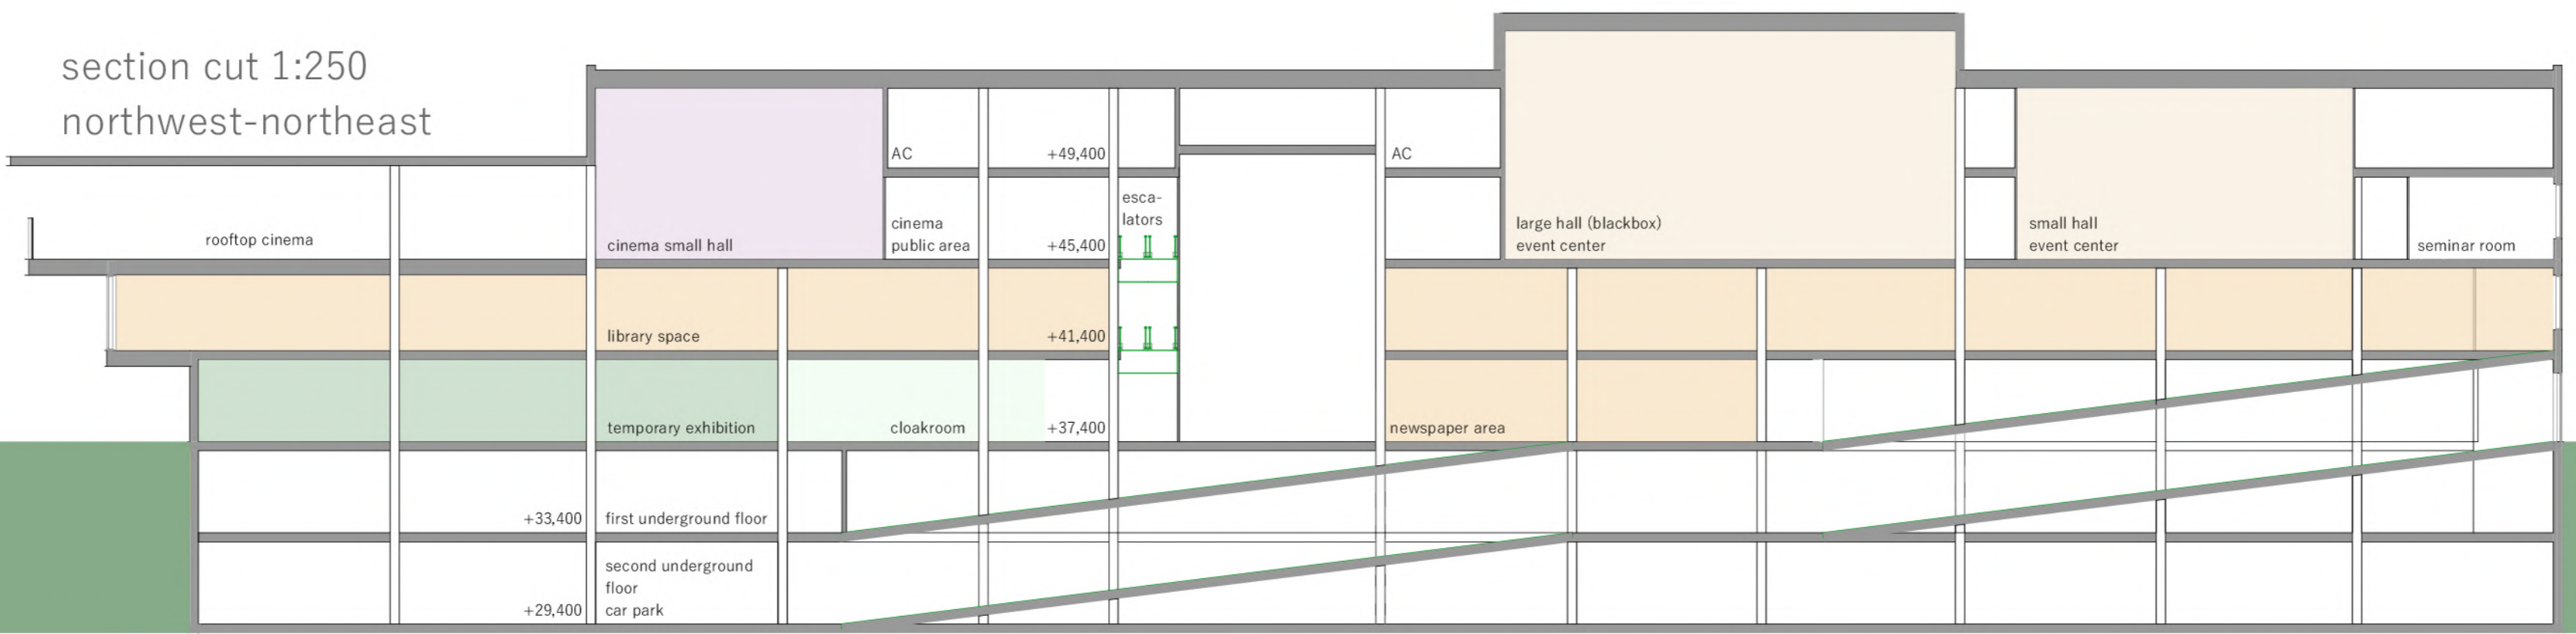 section cut 1:250
northwest-northeast
AC
+49,400
AC
esca-
lators
rooftop cinema
cinema small hall
cinema
public area
+45,400
large hall (blackbox)
event center
small hall
event center
seminar room
library space
+41,400
temporary exhibition
cloakroom
+37,400
newspaper area
+33,400
first underground floor
second underground
floor
car park
+29,400